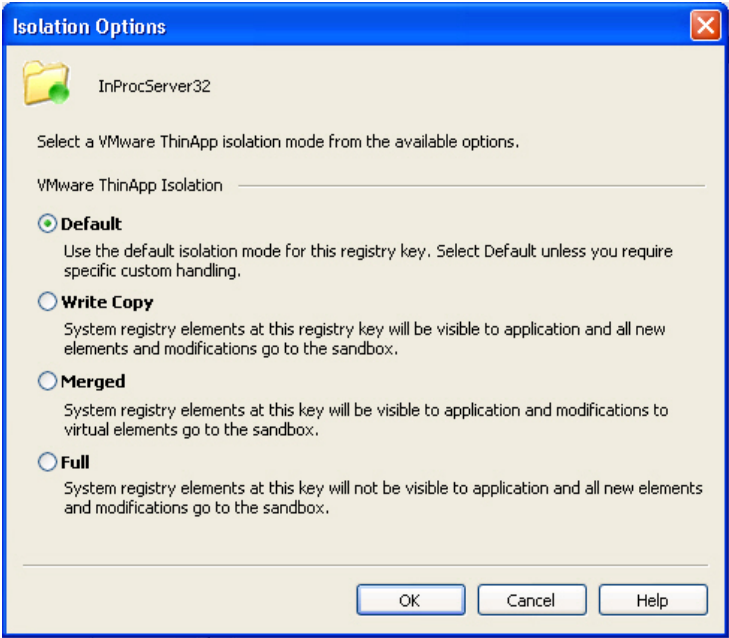 Isolation Options
InProcServer32
Select a VMware ThinApp isolation mode from the available options.
VMware ThinApp Isolation
Default
Use the default isolation mode for this registry key. Select Default unless you require
specific custom handling.
Write Copy
System registry elements at this registry key will be visible to application and all new
elements and modifications go to the sandbox.
Merged
System registry elements at this key will be visible to application and modifications to
virtual elements go to the sandbox.
Full
System registry elements at this key will not be visible to application and all new elements
and modifications go to the sandbox.
OK Cancel Help